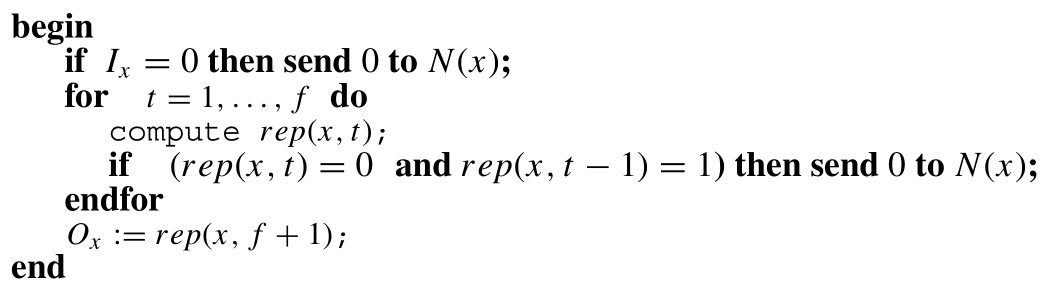 begin
if I_x = 0 then send 0 to N(x);
for t = 1, . . . , f do
compute rep(x, t);
if (rep(x, t) = 0 and rep(x, t − 1) = 1) then send 0 to N(x);
endfor
O_x := rep(x, f + 1);
end